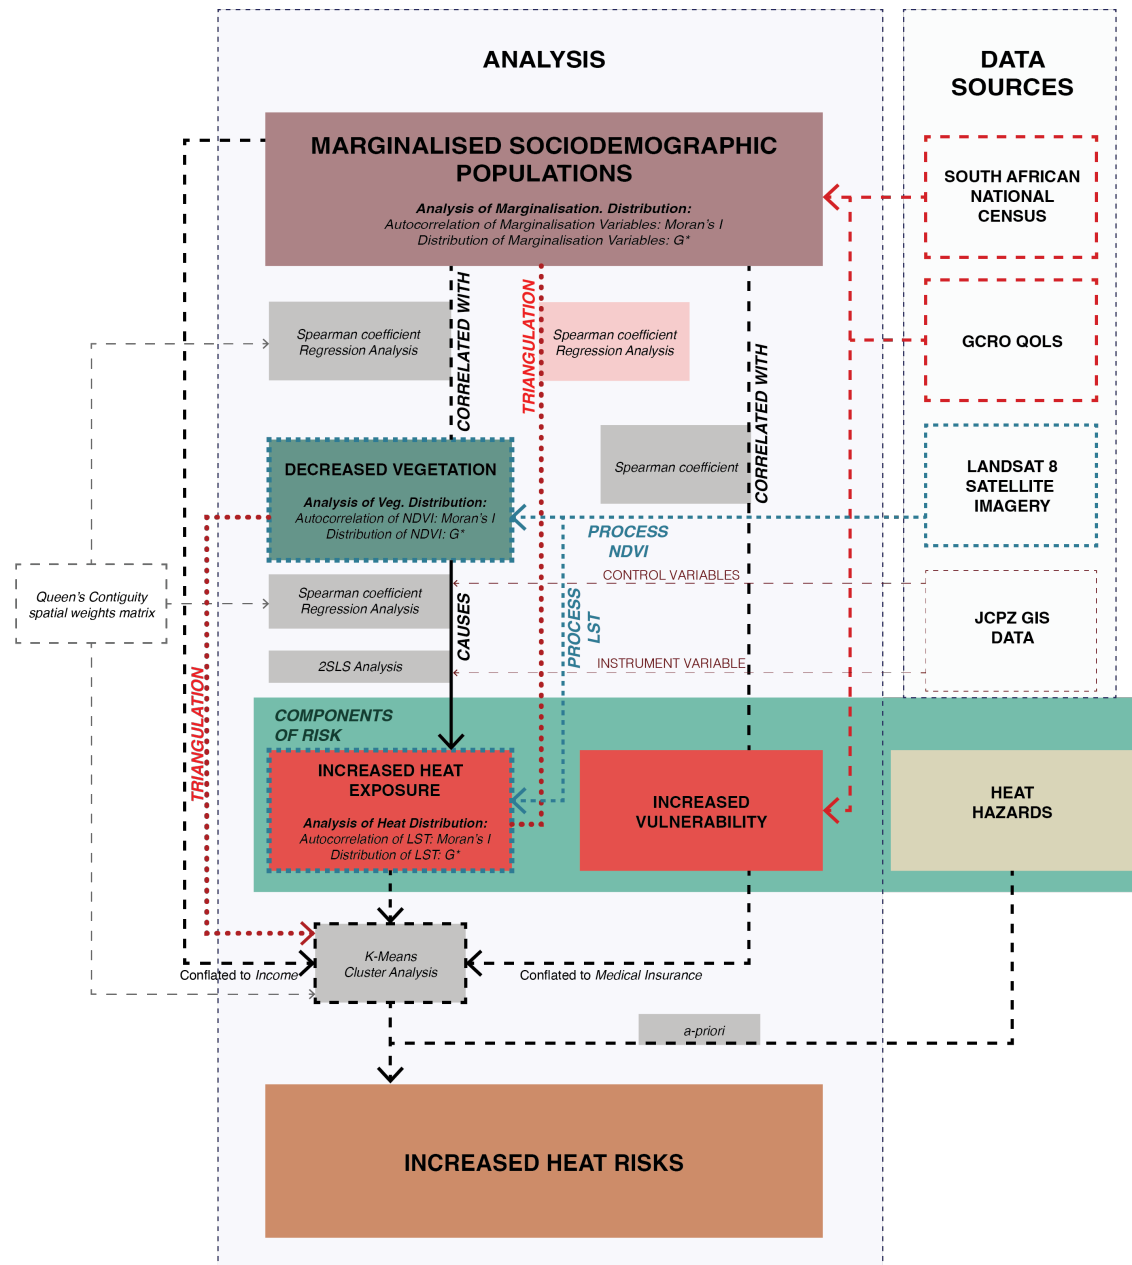 ANALYSIS
DATA
SOURCES
MARGINALISED SOCIODEMOGRAPHIC
POPULATIONS
Analysis of Marginalisation. Distribution:
Autocorrelation of Marginalisation Variables: Moran's I
Distribution of Marginalisation Variables: G*
SOUTH AFRICAN
NATIONAL
CENSUS
GCRO QOLS
LANDSAT 8
SATELLITE
IMAGERY
JCPZ GIS
DATA
Spearman coefficient
Regression Analysis
CORRELATED WITH
TRIANGULATION
Spearman coefficient
Regression Analysis
CORRELATED WITH
Spearman coefficient
DECREASED VEGETATION
Analysis of Veg. Distribution:
Autocorrelation of NDVI: Moran's I
Distribution of NDVI: G*
PROCESS
NDVI
CONTROL VARIABLES
PROCESS
LST
INSTRUMENT VARIABLE
Queen's Contiguity
spatial weights matrix
Spearman coefficient
Regression Analysis
CAUSES
2SLS Analysis
TRIANGULATION
COMPONENTS
OF RISK
INCREASED HEAT
EXPOSURE
Analysis of Heat Distribution:
Autocorrelation of LST: Moran's I
Distribution of LST: G*
INCREASED
VULNERABILITY
HEAT
HAZARDS
K-Means
Cluster Analysis
Conflated to Income
Conflated to Medical Insurance
a-priori
INCREASED HEAT RISKS